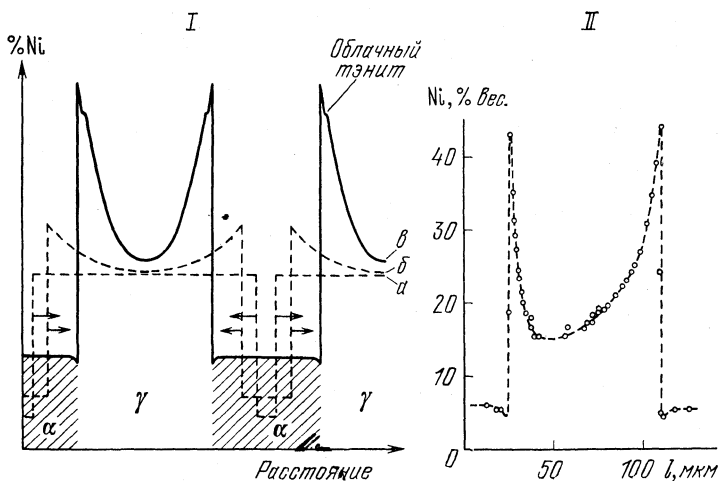 I
II
%Ni
Облачный
тэнит
в
б
а
α
γ
α
γ
Расстояние
Ni, % вес.
40
30
20
10
0
50
100 l, мкм